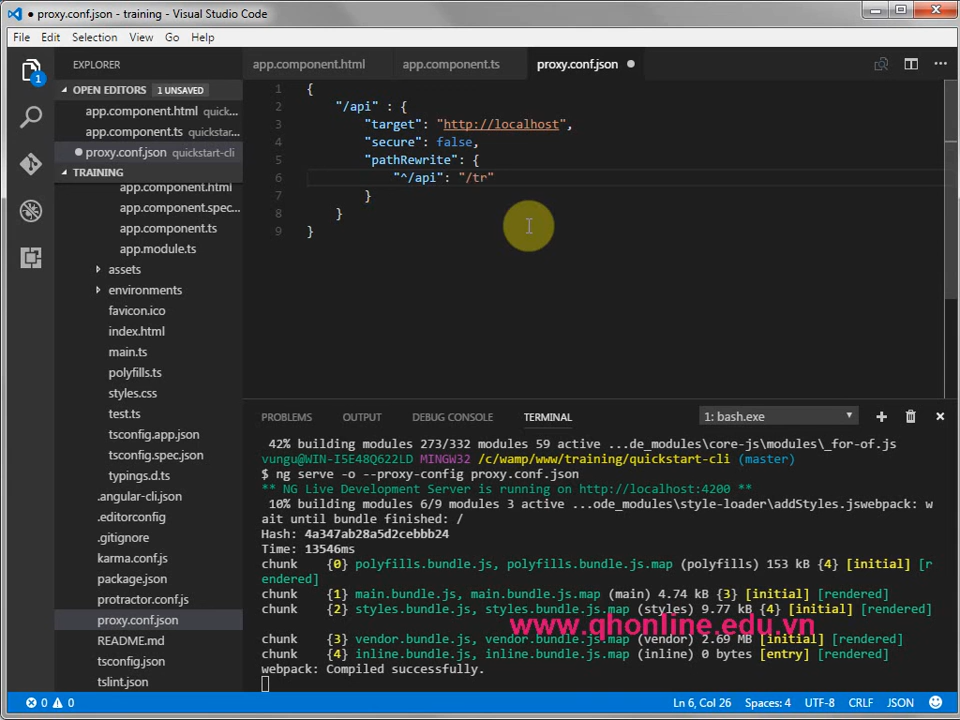 ● proxy.conf.json - training - Visual Studio Code
File Edit Selection View Go Help
EXPLORER
app.component.html app.component.ts proxy.conf.json
OPEN EDITORS 1 UNSAVED
app.component.html quick...
app.component.ts quickstar...
proxy.conf.json quickstart-cli
TRAINING
app.component.html
app.component.spec...
app.component.ts
app.module.ts
assets
environments
favicon.ico
index.html
main.ts
polyfills.ts
styles.css
test.ts
tsconfig.app.json
tsconfig.spec.json
typings.d.ts
.angular-cli.json
.editorconfig
.gitignore
karma.conf.js
package.json
protractor.conf.js
proxy.conf.json
README.md
tsconfig.json
tslint.json
1 {
2 "/api" : {
3 "target": "http://localhost",
4 "secure": false,
5 "pathRewrite": {
6 "^/api": "/tr"
7 }
8 }
9 }
PROBLEMS OUTPUT DEBUG CONSOLE TERMINAL 1: bash.exe
42% building modules 273/332 modules 59 active ...de_modules\core-js\modules\_for-of.js
vungu@WIN-I5E48Q622LD MINGW32 /c/wamp/www/training/quickstart-cli (master)
$ ng serve -o --proxy-config proxy.conf.json
** NG Live Development Server is running on http://localhost:4200 **
10% building modules 6/9 modules 3 active ...ode_modules\style-loader\addStyles.jswebpack: w
ait until bundle finished: /
Hash: 4a347ab28a5d2cebbb24
Time: 13546ms
chunk {0} polyfills.bundle.js, polyfills.bundle.js.map (polyfills) 153 kB {4} [initial] [r
endered]
chunk {1} main.bundle.js, main.bundle.js.map (main) 4.74 kB {3} [initial] [rendered]
chunk {2} styles.bundle.js, styles.bundle.js.map (styles) 9.77 kB {4} [initial] [rendered]
www.qhonline.edu.vn
chunk {3} vendor.bundle.js, vendor.bundle.js.map (vendor) 2.69 MB [initial] [rendered]
chunk {4} inline.bundle.js, inline.bundle.js.map (inline) 0 bytes [entry] [rendered]
webpack: Compiled successfully.
0 0 Ln 6, Col 26 Spaces: 4 UTF-8 CRLF JSON
1